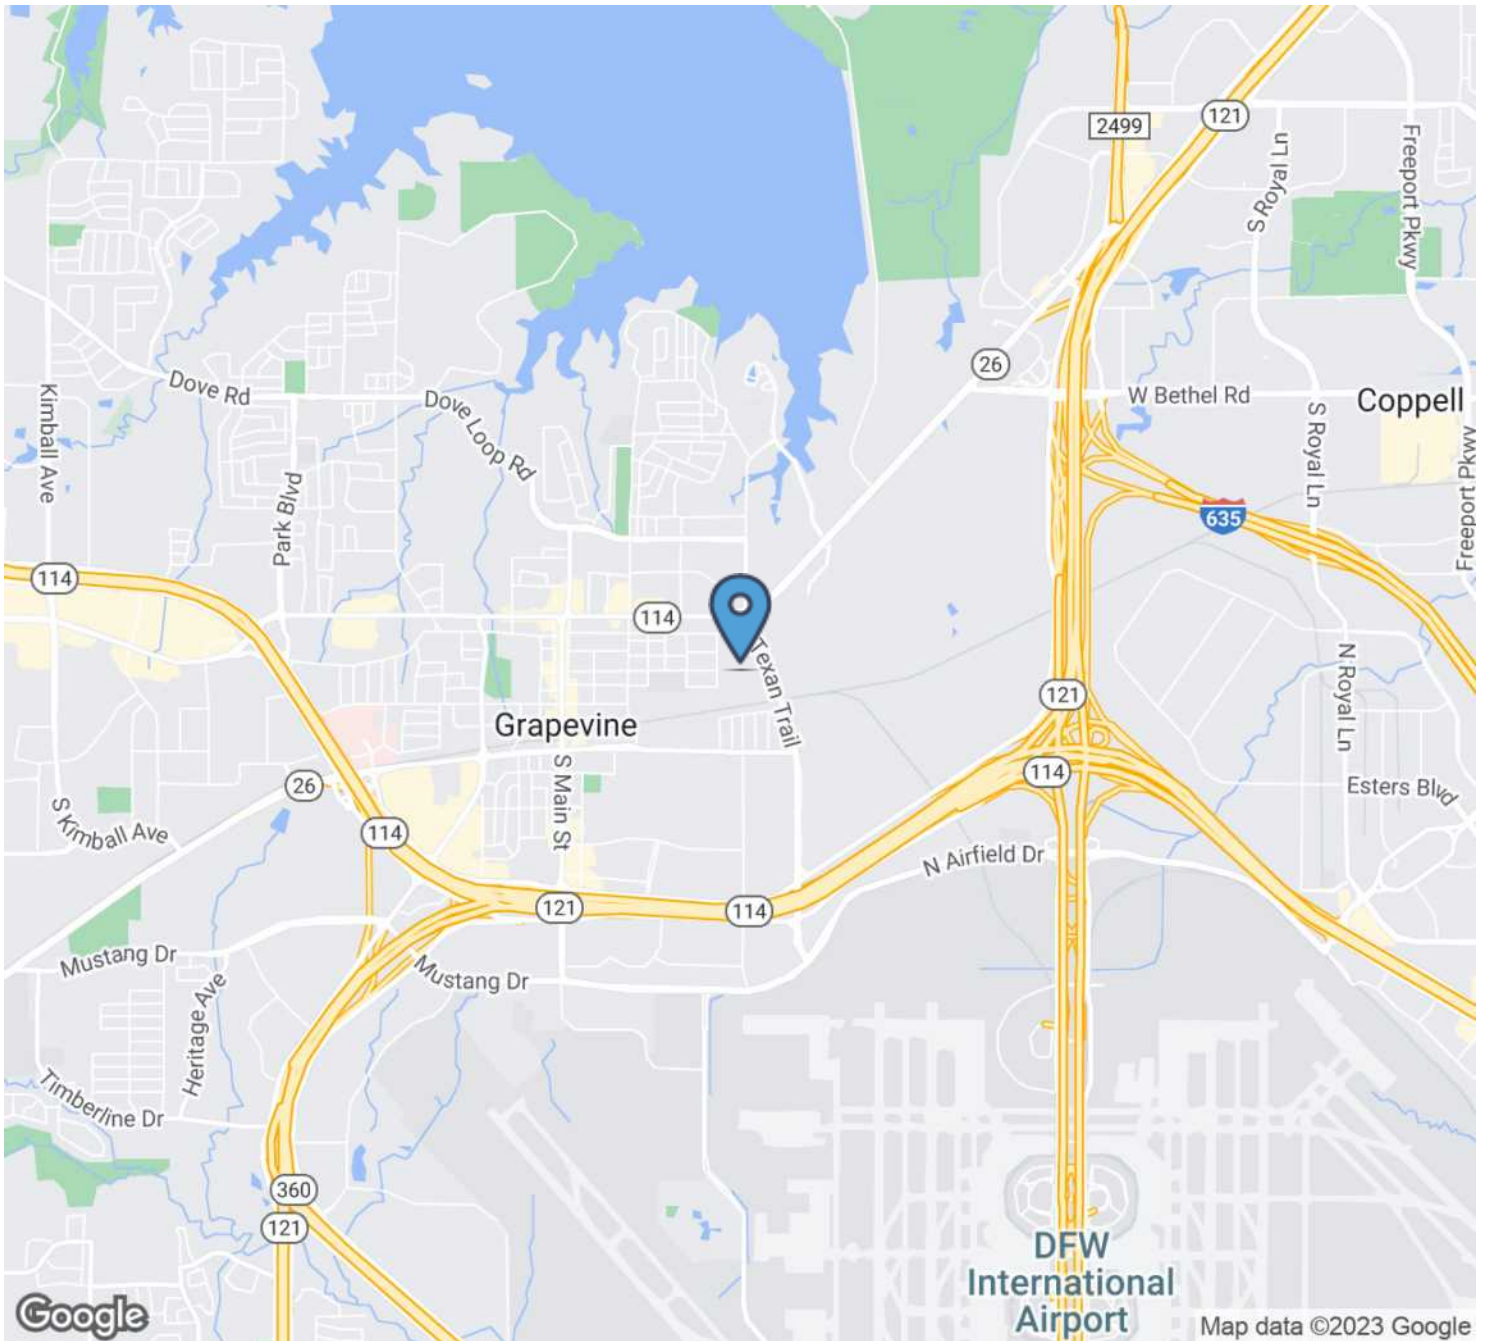 121
2499
S Royal Ln
Freeport Pkwy
26
Dove Rd
Kimball Ave
Dove Loop Rd
W Bethel Rd
Coppell
S Royal Ln
Freeport Pkwy
Park Blvd
635
114
114
Texan Trail
121
N Royal Ln
Grapevine
114
26
S Main St
Esters Blvd
S Kimball Ave
114
N Airfield Dr
121
114
Mustang Dr
Mustang Dr
Heritage Ave
Timberline Dr
360
121
DFW
International
Airport
Google
Map data ©2023 Google